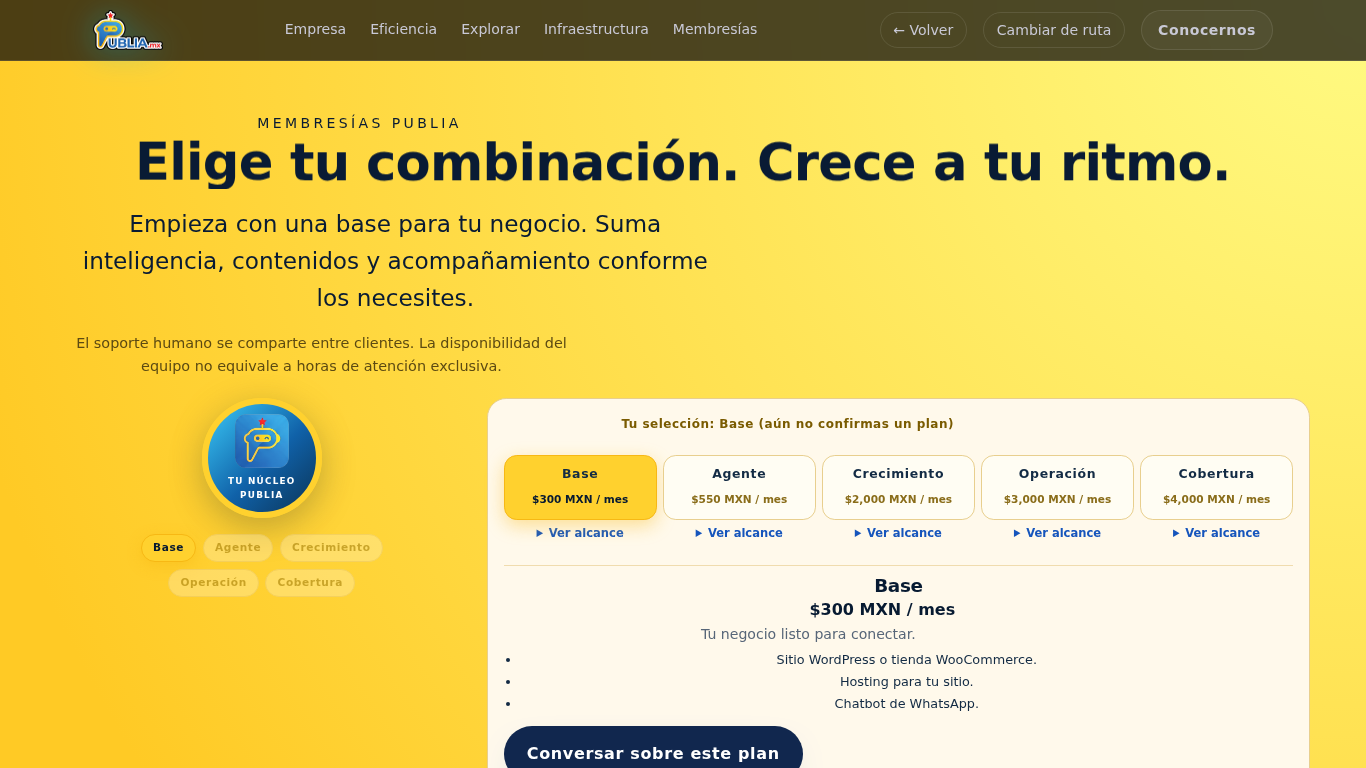 PUBLIA.mx
Empresa Eficiencia Explorar Infraestructura Membresías ← Volver Cambiar de ruta Conocernos
MEMBRESÍAS PUBLIA
Elige tu combinación. Crece a tu ritmo.
Empieza con una base para tu negocio. Suma
inteligencia, contenidos y acompañamiento conforme
los necesites.
El soporte humano se comparte entre clientes. La disponibilidad del
equipo no equivale a horas de atención exclusiva.
TU NÚCLEO
PUBLIA
Base Agente Crecimiento
Operación Cobertura
Tu selección: Base (aún no confirmas un plan)
Base Agente Crecimiento Operación Cobertura
$300 MXN / mes $550 MXN / mes $2,000 MXN / mes $3,000 MXN / mes $4,000 MXN / mes
▶ Ver alcance ▶ Ver alcance ▶ Ver alcance ▶ Ver alcance ▶ Ver alcance
Base
$300 MXN / mes
Tu negocio listo para conectar.
• Sitio WordPress o tienda WooCommerce.
• Hosting para tu sitio.
• Chatbot de WhatsApp.
Conversar sobre este plan